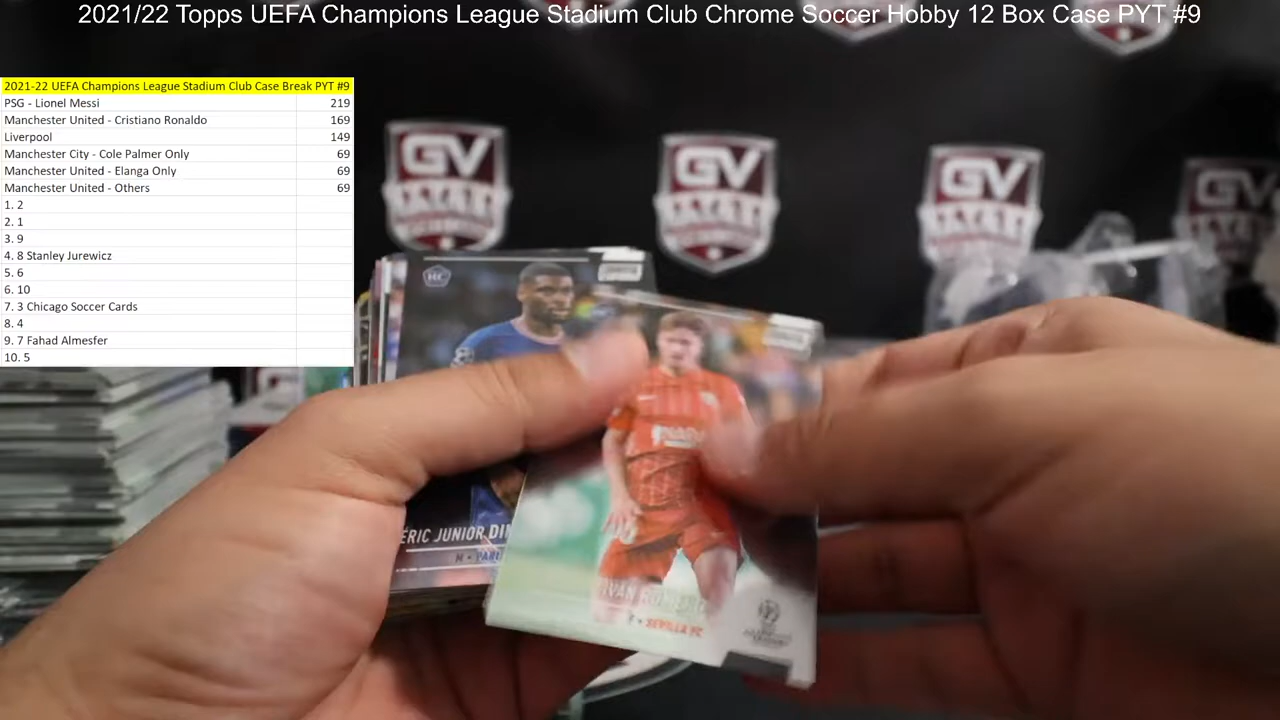 2021/22 Topps UEFA Champions League Stadium Club Chrome Soccer Hobby 12 Box Case PYT #9
2021-22 UEFA Champions League Stadium Club Case Break PYT #9
PSG - Lionel Messi 219
Manchester United - Cristiano Ronaldo 169
Liverpool 149
Manchester City - Cole Palmer Only 69
Manchester United - Elanga Only 69
Manchester United - Others 69
1. 2
2. 1
3. 9
4. 8 Stanley Jurewicz
5. 6
6. 10
7. 3 Chicago Soccer Cards
8. 4
9. 7 Fahad Almesfer
10. 5
GV
GV
GV
GV
RC
ÉRIC JUNIOR
SEVILLA FC